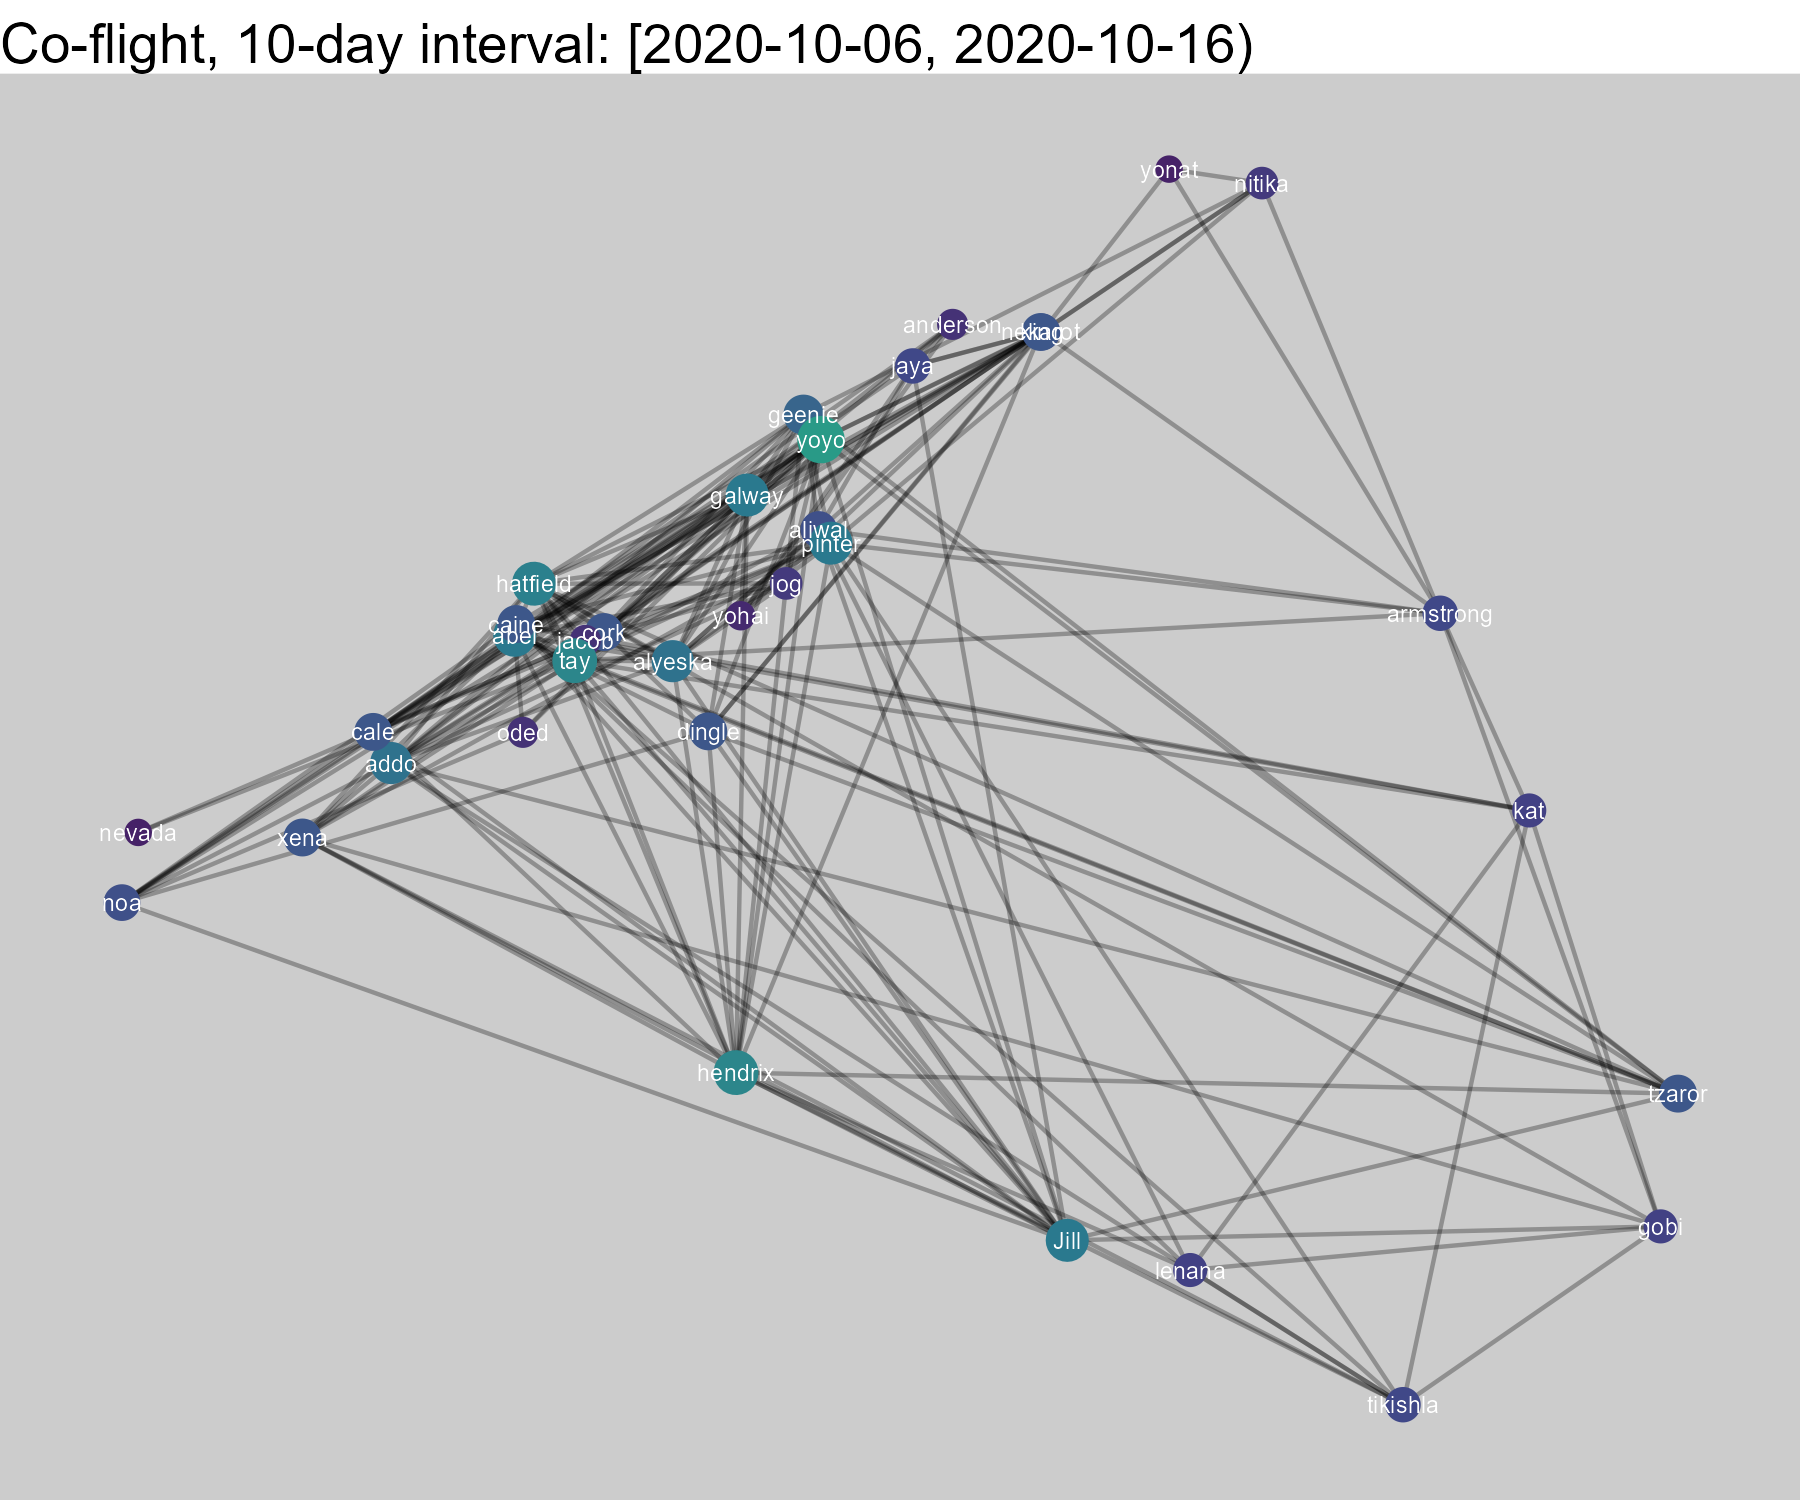 Co-flight, 10-day interval: [2020-10-06, 2020-10-16)
yonat
nitika
anderson
jaya
geenie
yoyo
galway
aliwal
pinter
hatfield
jog
armstrong
yohai
caine
abel
cork
jacob
tay
alyeska
cale
oded
dingle
addo
kat
nevada
xena
noa
hendrix
tzaror
gobi
Jill
lenana
tikishla